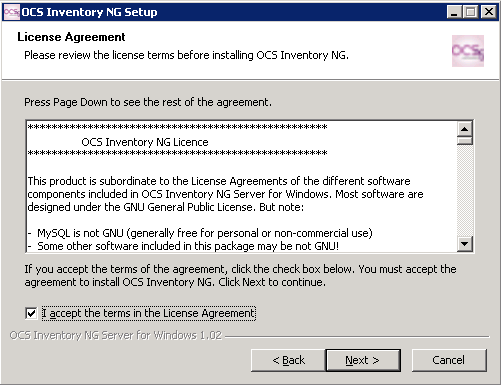 OCS Inventory NG Setup
License Agreement
Please review the license terms before installing OCS Inventory NG.
OCS
Press Page Down to see the rest of the agreement.
**************************************************
OCS Inventory NG Licence
**************************************************
This product is subordinate to the License Agreements of the different software
components included in OCS Inventory NG Server for Windows. Most software are
designed under the GNU General Public License. But note:
- MySQL is not GNU (generally free for personal or non-commercial use)
- Some other software included in this package may be not GNU!
If you accept the terms of the agreement, click the check box below. You must accept the
agreement to install OCS Inventory NG. Click Next to continue.
I accept the terms in the License Agreement
OCS Inventory NG Server for Windows 1.02
< Back
Next >
Cancel